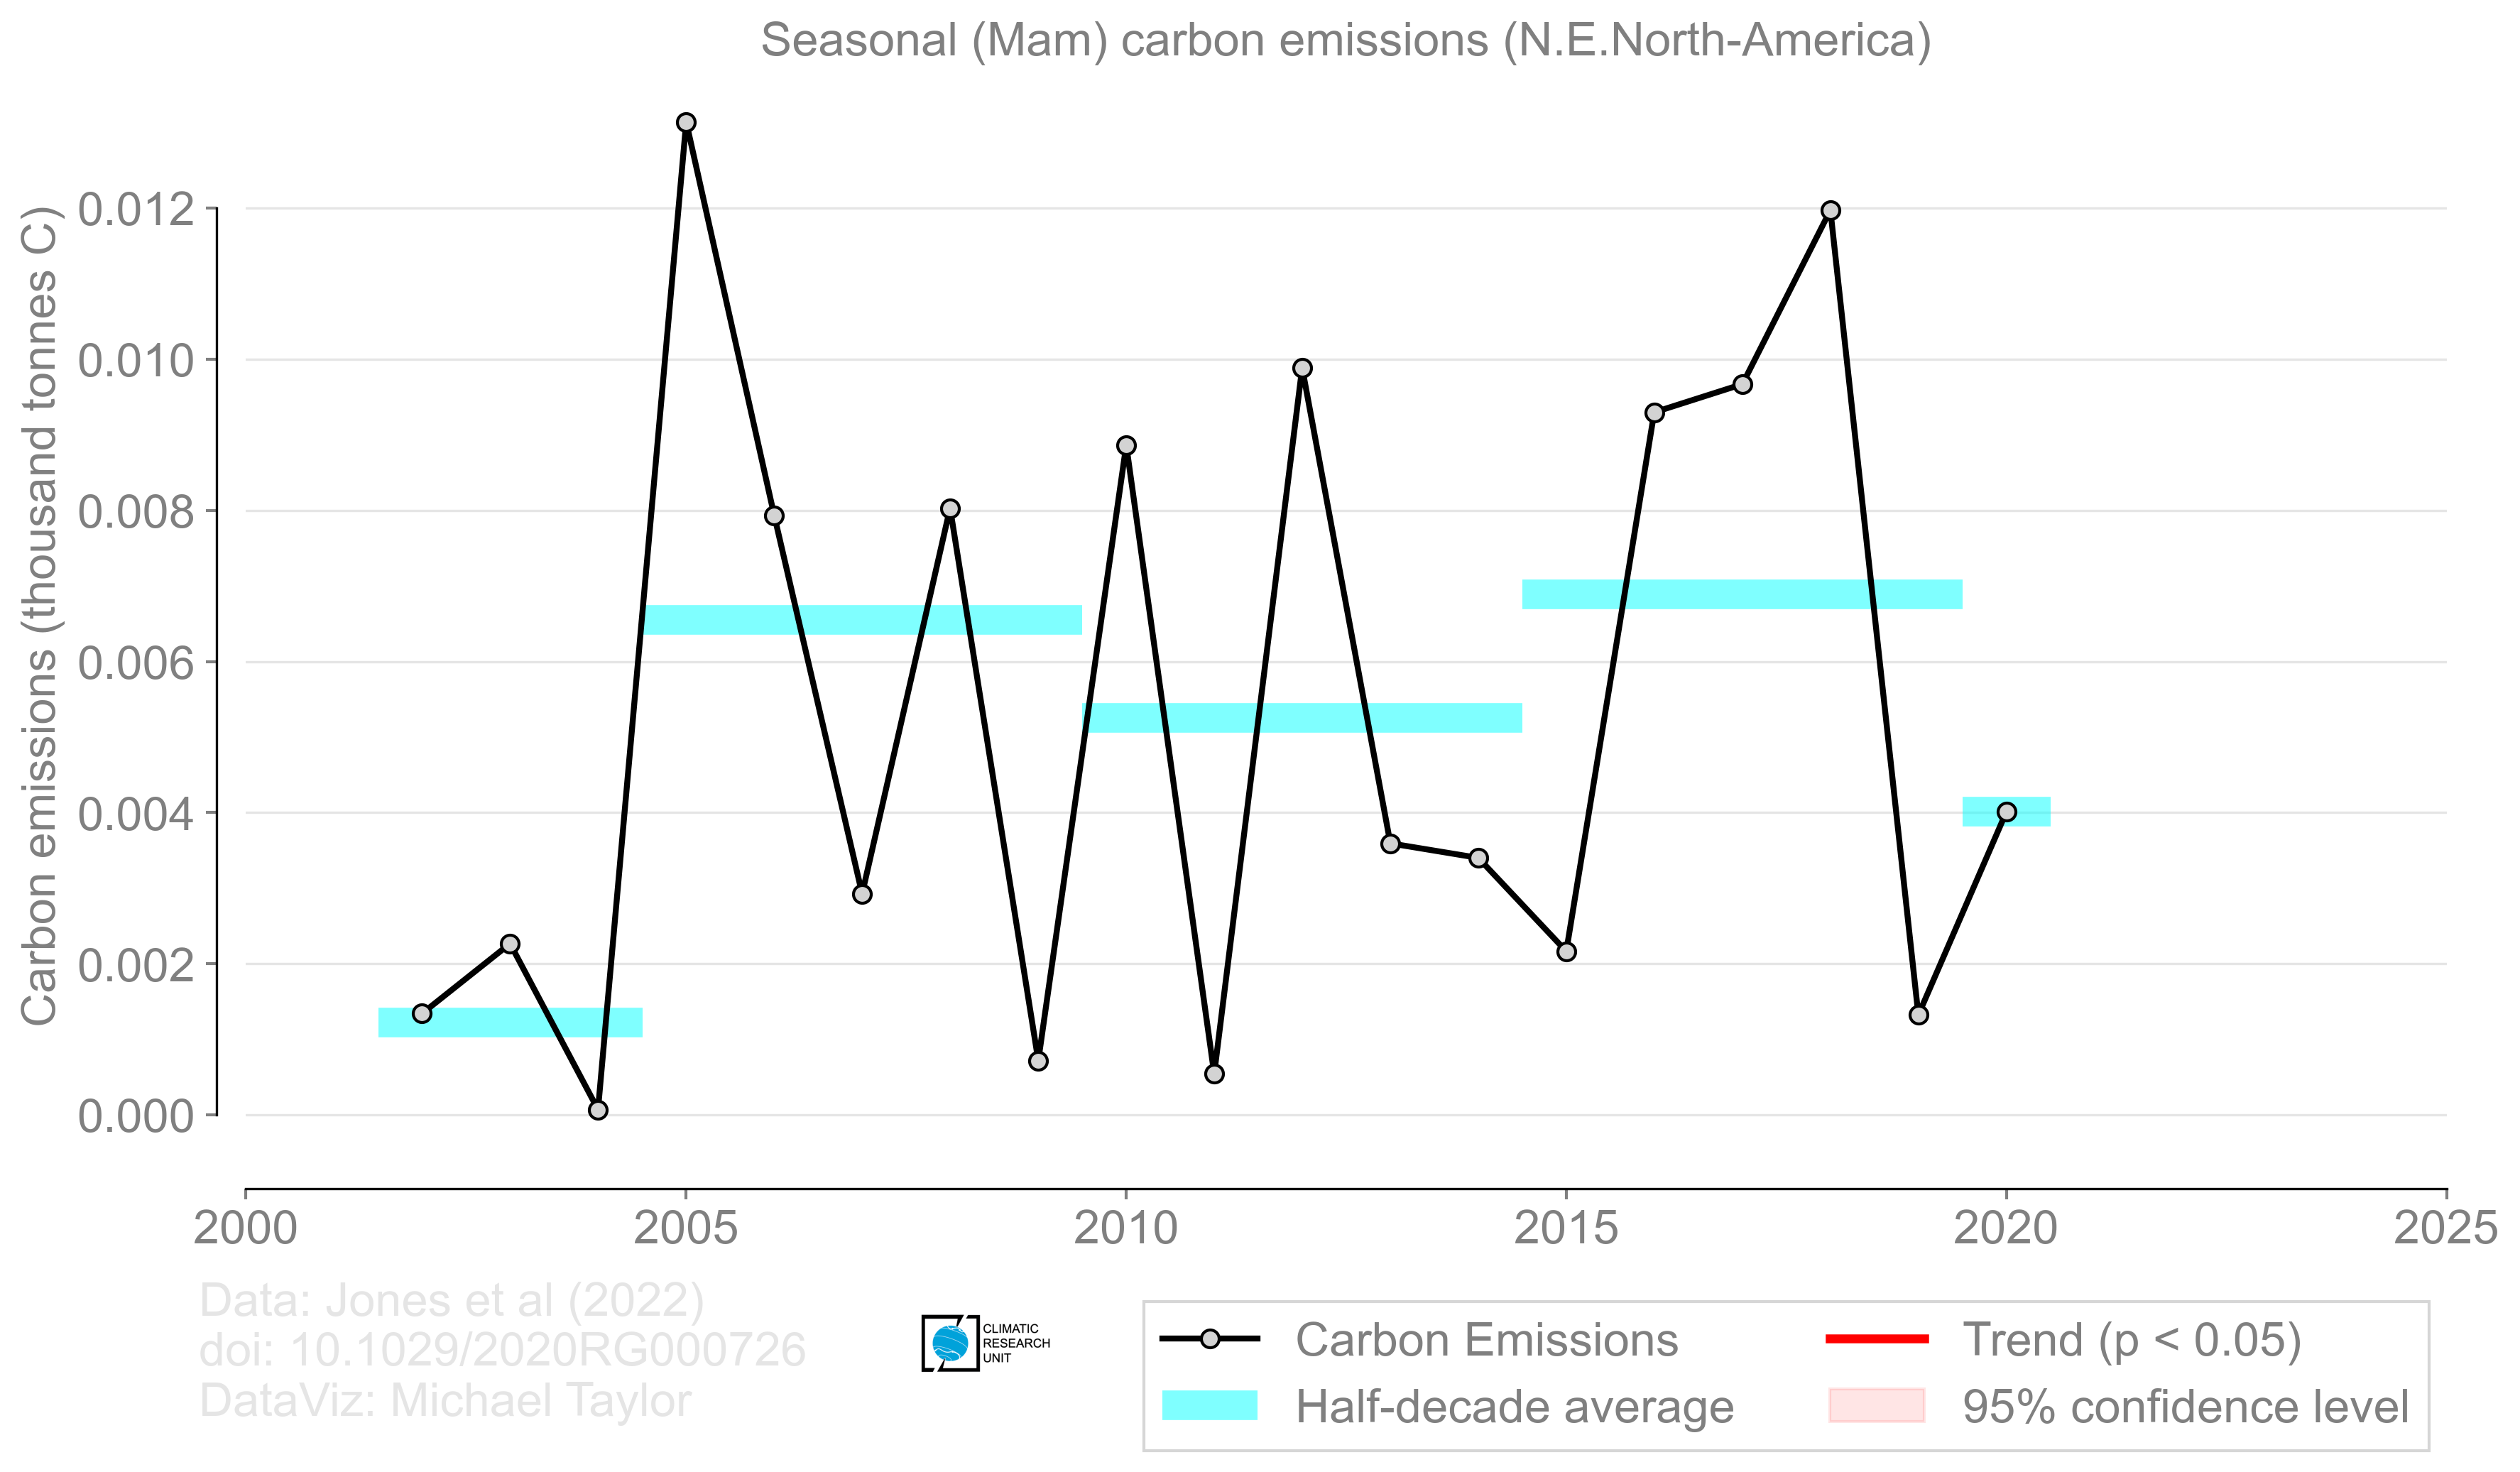 Seasonal (Mam) carbon emissions (N.E.North-America)
Carbon emissions (thousand tonnes C)
0.012
0.010
0.008
0.006
0.004
0.002
0.000
2000 2005 2010 2015 2020 2025
Data: Jones et al (2022)
doi: 10.1029/2020RG000726
DataViz: Michael Taylor
CLIMATIC
RESEARCH
UNIT
Carbon Emissions
Half-decade average
Trend (p < 0.05)
95% confidence level